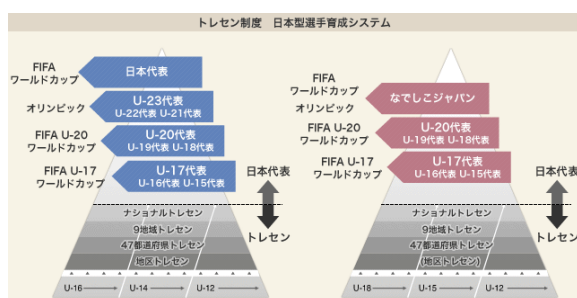 トレセン制度 日本型選手育成システム
FIFA
ワールドカップ
日本代表
オリンピック
U-23代表
U-22代表 U-21代表
FIFA U-20
ワールドカップ
U-20代表
U-19代表 U-18代表
FIFA U-17
ワールドカップ
U-17代表
U-16代表 U-15代表
日本代表
トレセン
ナショナルトレセン
9地域トレセン
47都道府県トレセン
地区トレセン
U-16
U-14
U-12
FIFA
ワールドカップ
オリンピック
なでしこジャパン
FIFA U-20
ワールドカップ
U-20代表
U-19代表 U-18代表
FIFA U-17
ワールドカップ
U-17代表
U-16代表 U-15代表
日本代表
トレセン
ナショナルトレセン
9地域トレセン
47都道府県トレセン
(地区トレセン)
U-18
U-15
U-12